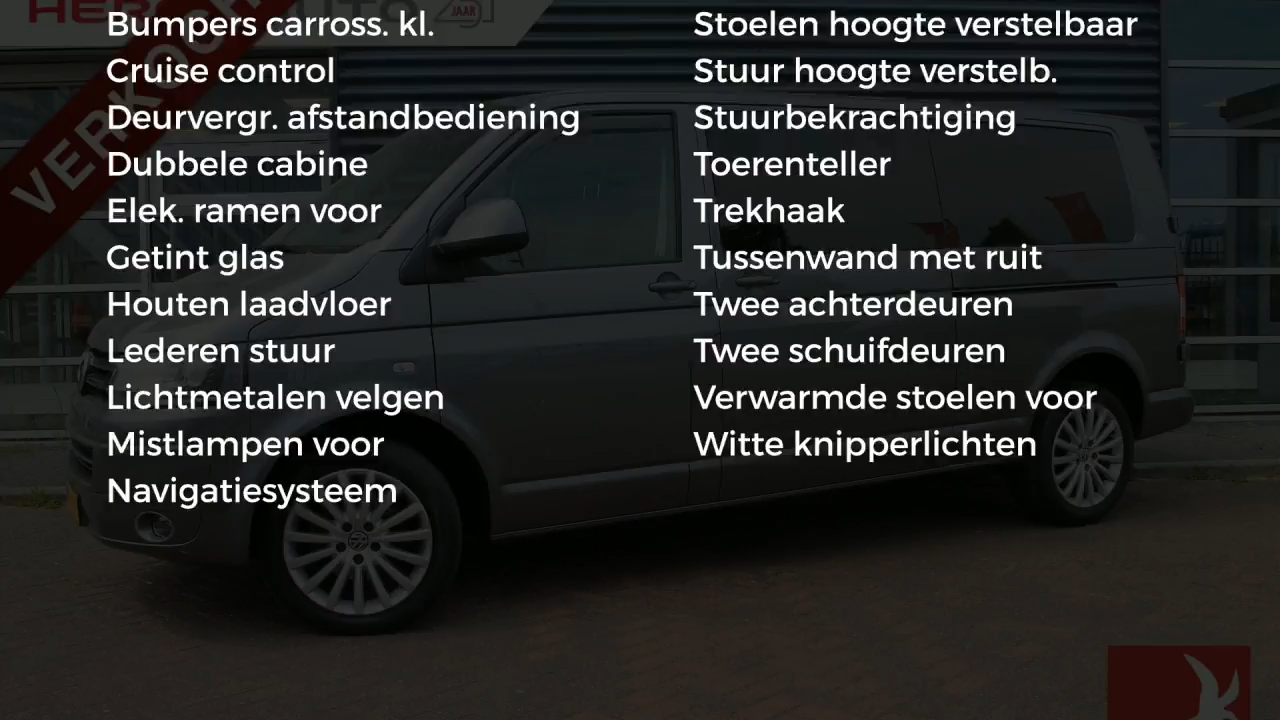 Bumpers carross. kl.
Cruise control
Deurvergr. afstandbediening
Dubbele cabine
Elek. ramen voor
Getint glas
Houten laadvloer
Lederen stuur
Lichtmetalen velgen
Mistlampen voor
Navigatiesysteem
Stoelen hoogte verstelbaar
Stuur hoogte verstelb.
Stuurbekrachtiging
Toerenteller
Trekhaak
Tussenwand met ruit
Twee achterdeuren
Twee schuifdeuren
Verwarmde stoelen voor
Witte knipperlichten
JAAR